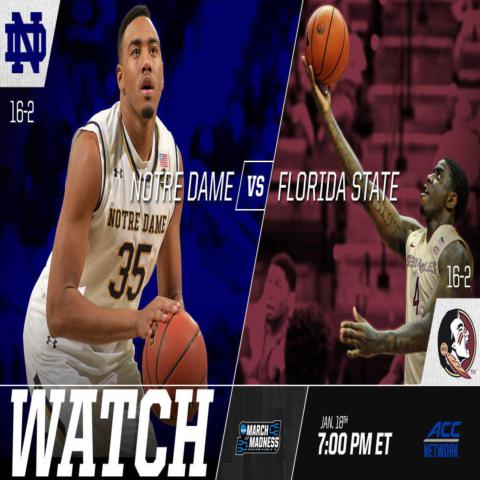 ND
16-2
NOTRE DAME VS FLORIDA STATE
NOTRE DAME
35
4
16-2
WATCH
MARCH MADNESS
JAN. 18TH
7:00 PM ET
ACC
NETWORK